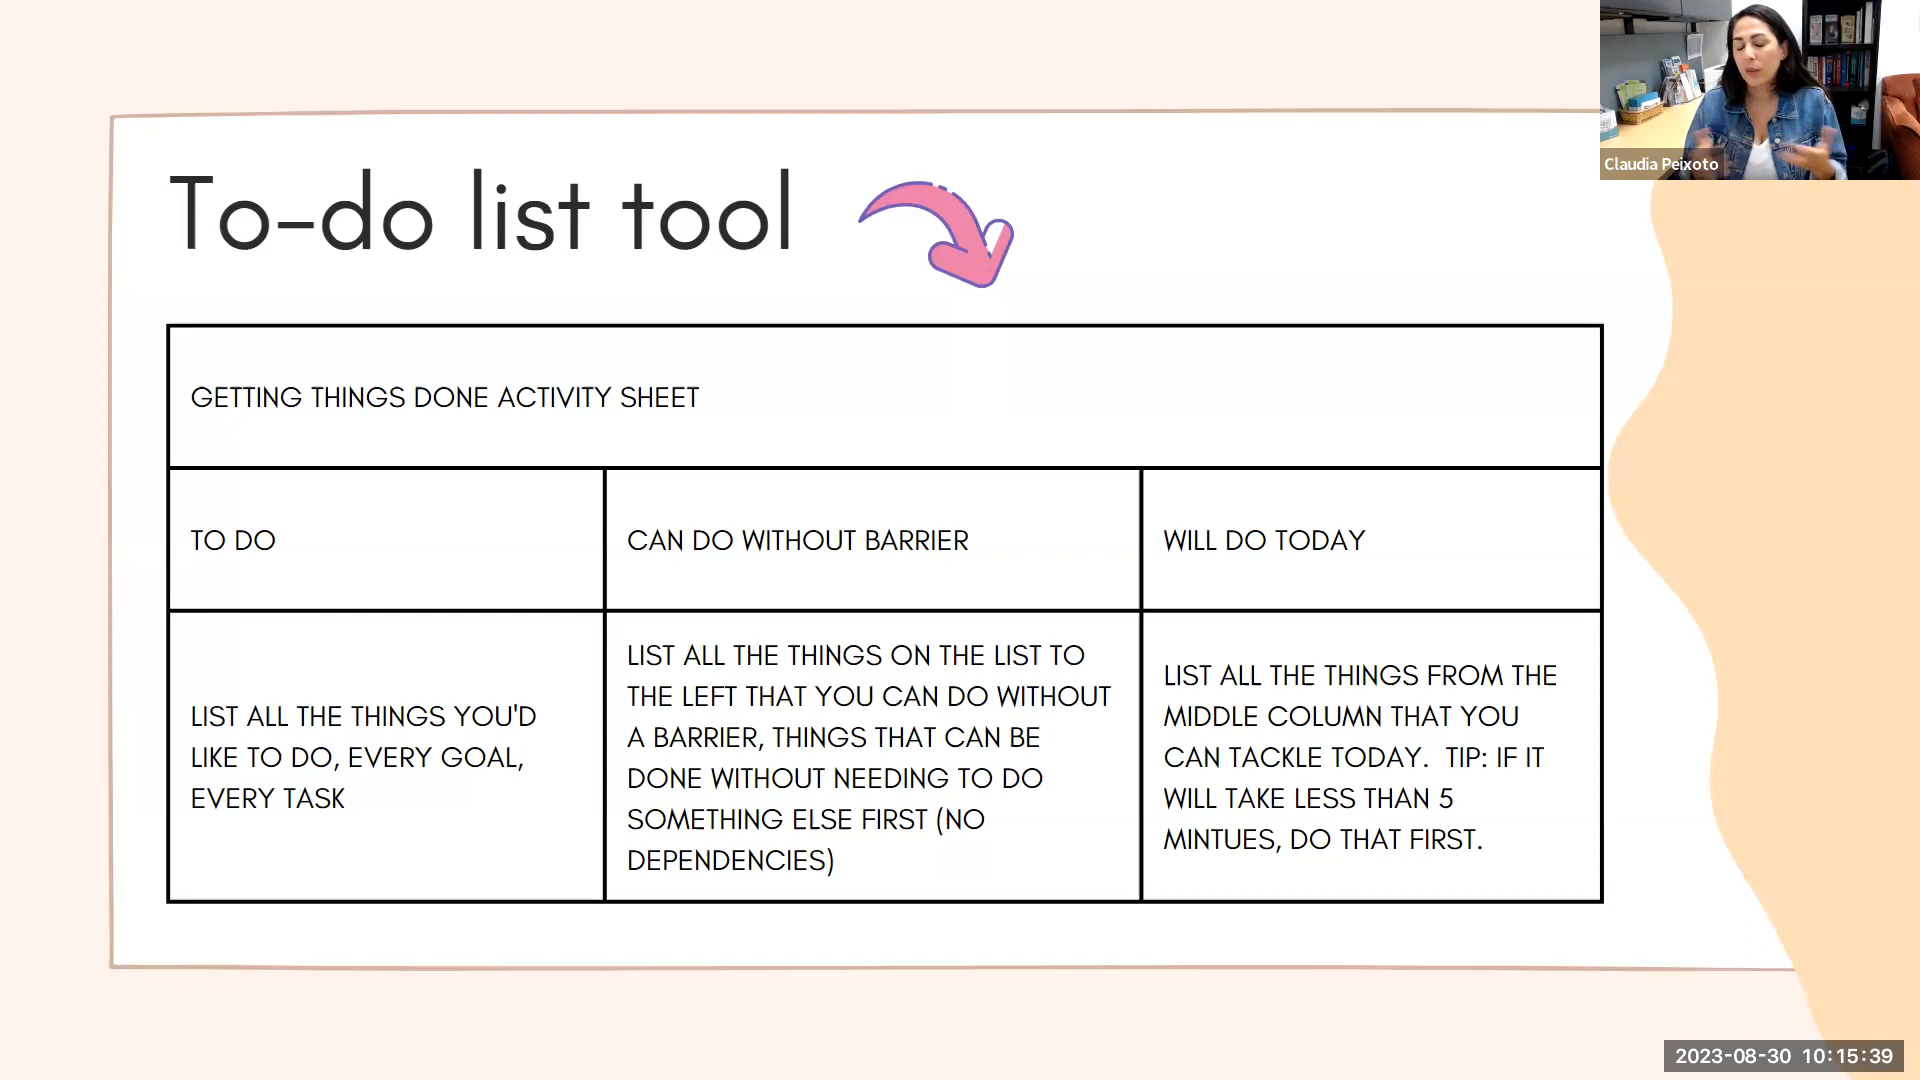 Claudia Peixoto
To-do list tool
GETTING THINGS DONE ACTIVITY SHEET
TO DO
CAN DO WITHOUT BARRIER
WILL DO TODAY
LIST ALL THE THINGS YOU'D
LIKE TO DO, EVERY GOAL,
EVERY TASK
LIST ALL THE THINGS ON THE LIST TO
THE LEFT THAT YOU CAN DO WITHOUT
A BARRIER, THINGS THAT CAN BE
DONE WITHOUT NEEDING TO DO
SOMETHING ELSE FIRST (NO
DEPENDENCIES)
LIST ALL THE THINGS FROM THE
MIDDLE COLUMN THAT YOU
CAN TACKLE TODAY.  TIP: IF IT
WILL TAKE LESS THAN 5
MINTUES, DO THAT FIRST.
2023-08-30 10:15:39